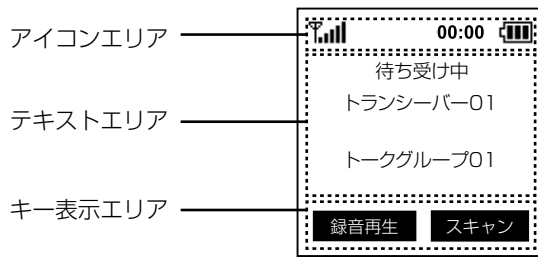 アイコンエリア
00:00
待ち受け中
トランシーバー01
テキストエリア
トークグループ01
キー表示エリア
録音再生 スキャン